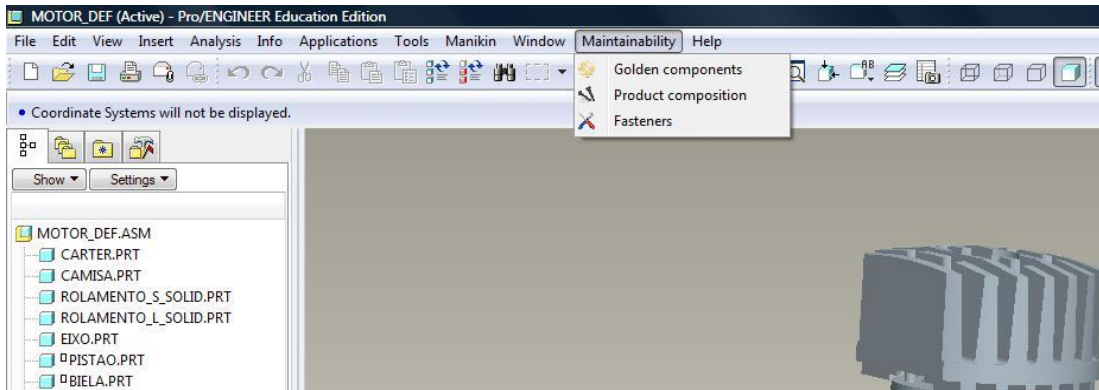 MOTOR_DEF (Active) - Pro/ENGINEER Education Edition
File Edit View Insert Analysis Info Applications Tools Manikin Window Maintainability Help
Golden components
Product composition
Fasteners
• Coordinate Systems will not be displayed.
Show Settings
MOTOR_DEF.ASM
CARTER.PRT
CAMISA.PRT
ROLAMENTO_S_SOLID.PRT
ROLAMENTO_L_SOLID.PRT
EIXO.PRT
PISTAO.PRT
BIELA.PRT